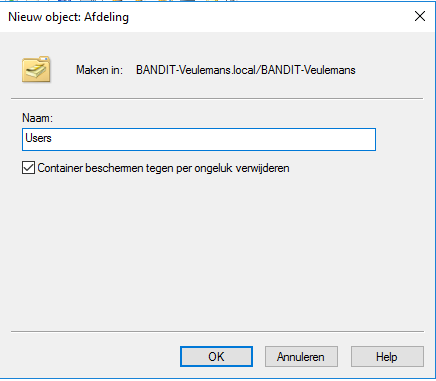 Nieuw object: Afdeling
Maken in: BANDIT-Veulemans.local/BANDIT-Veulemans
Naam:
Users
Container beschermen tegen per ongeluk verwijderen
OK Annuleren Help